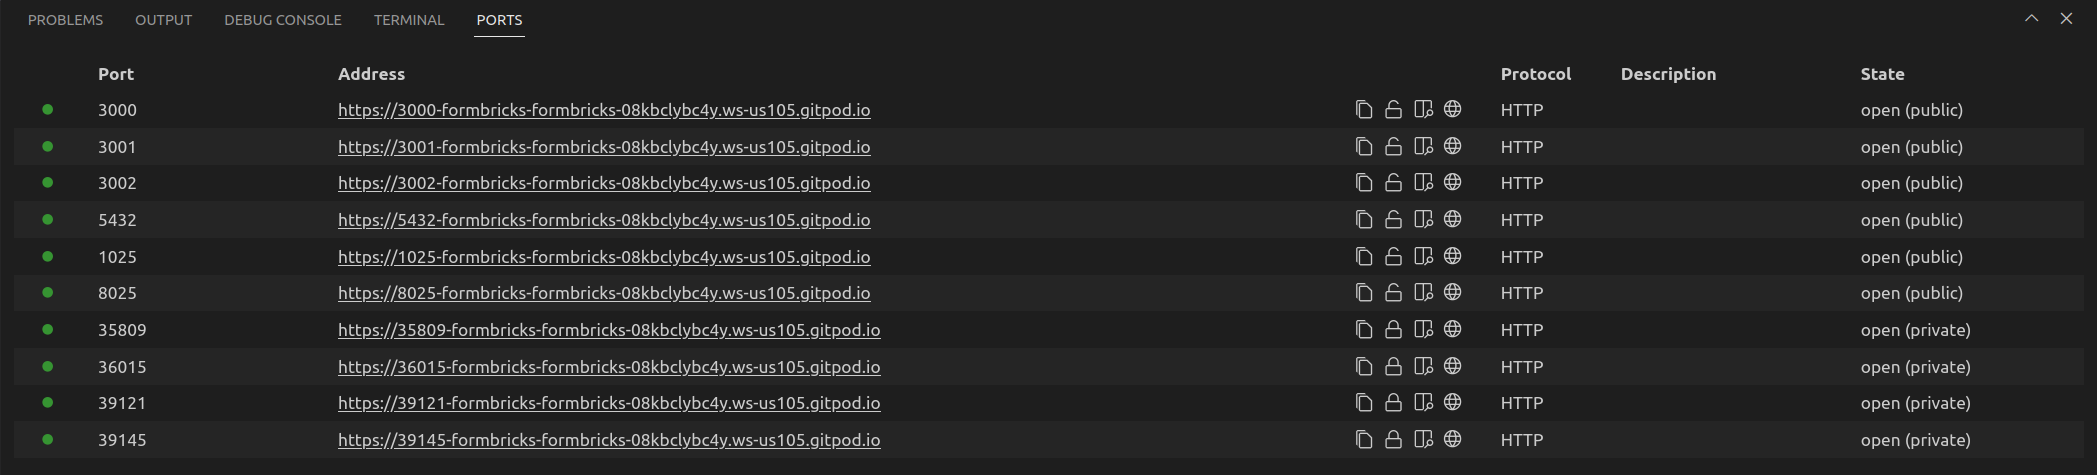 PROBLEMS OUTPUT DEBUG CONSOLE TERMINAL PORTS
Port Address Protocol Description State
3000 https://3000-formbricks-formbricks-08kbclybc4y.ws-us105.gitpod.io HTTP open (public)
3001 https://3001-formbricks-formbricks-08kbclybc4y.ws-us105.gitpod.io HTTP open (public)
3002 https://3002-formbricks-formbricks-08kbclybc4y.ws-us105.gitpod.io HTTP open (public)
5432 https://5432-formbricks-formbricks-08kbclybc4y.ws-us105.gitpod.io HTTP open (public)
1025 https://1025-formbricks-formbricks-08kbclybc4y.ws-us105.gitpod.io HTTP open (public)
8025 https://8025-formbricks-formbricks-08kbclybc4y.ws-us105.gitpod.io HTTP open (public)
35809 https://35809-formbricks-formbricks-08kbclybc4y.ws-us105.gitpod.io HTTP open (private)
36015 https://36015-formbricks-formbricks-08kbclybc4y.ws-us105.gitpod.io HTTP open (private)
39121 https://39121-formbricks-formbricks-08kbclybc4y.ws-us105.gitpod.io HTTP open (private)
39145 https://39145-formbricks-formbricks-08kbclybc4y.ws-us105.gitpod.io HTTP open (private)